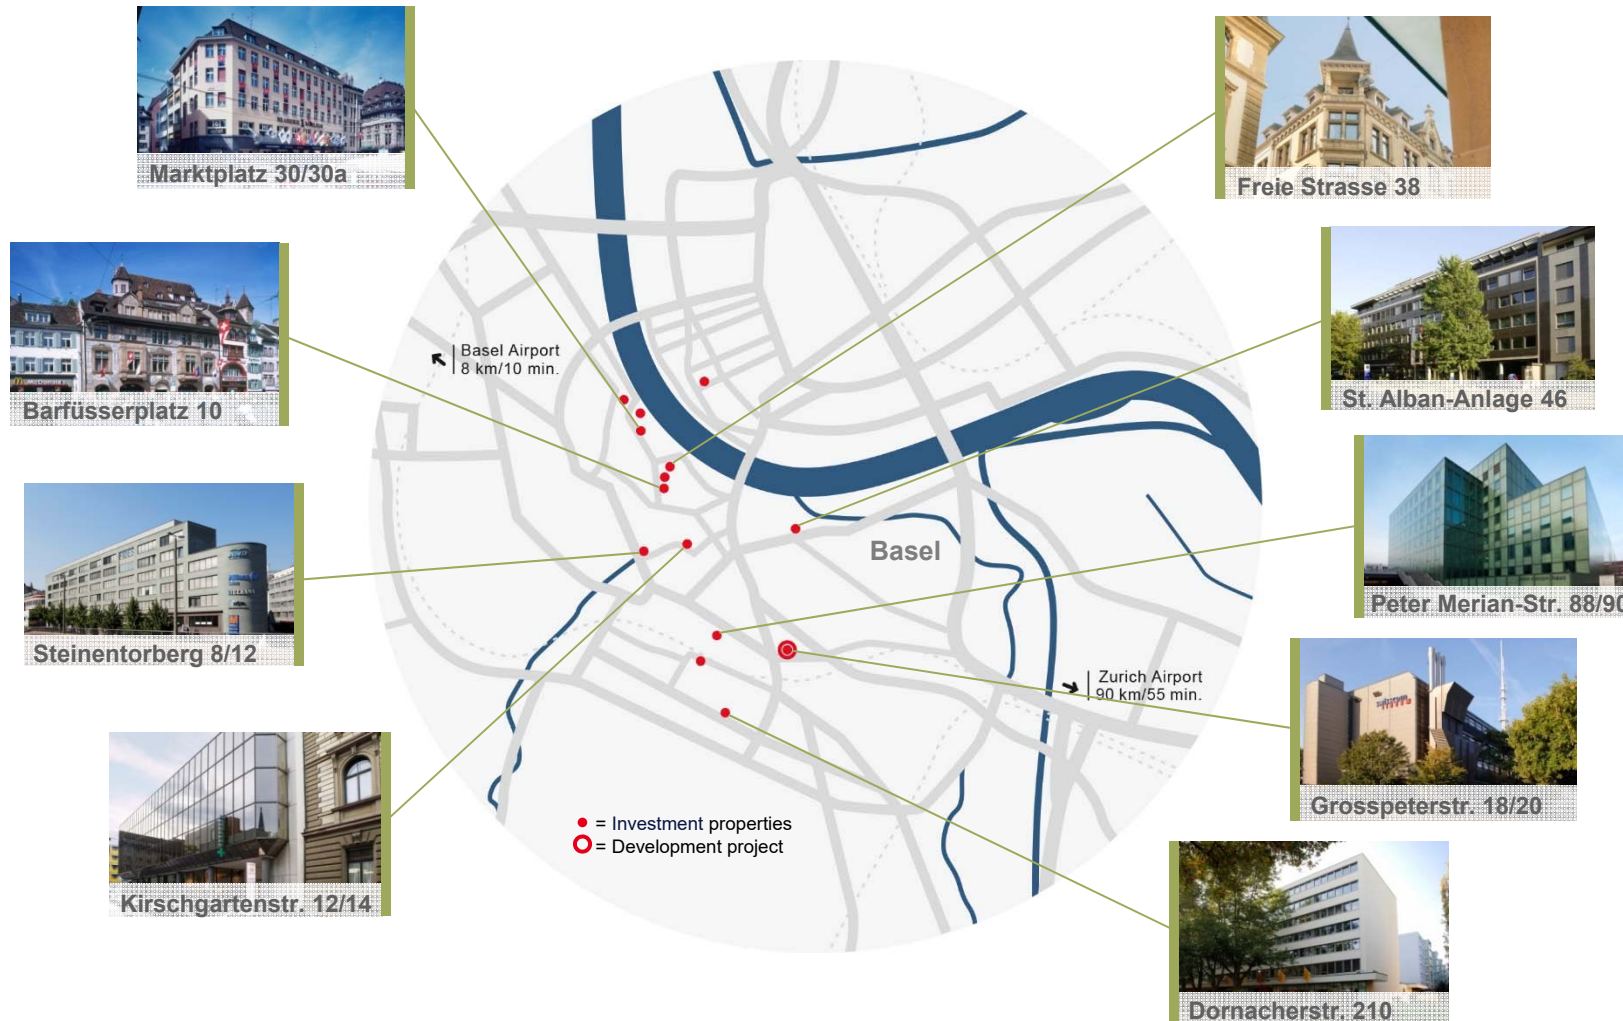 Marktplatz 30/30a
Freie Strasse 38
Barfüsserplatz 10
McDonald's
St. Alban-Anlage 46
Basel Airport
8 km/10 min.
Steinentorberg 8/12
Basel
Peter Merian-Str. 88/90
Zurich Airport
90 km/55 min.
swisscom
Grosspeterstr. 18/20
Kirschgartenstr. 12/14
= Investment properties
= Development project
Dornacherstr. 210